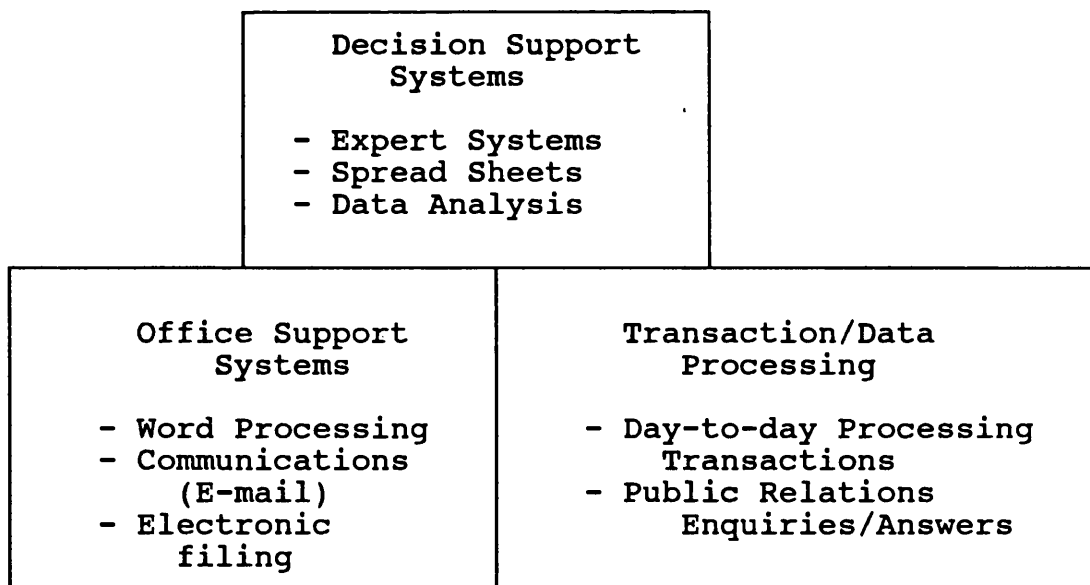 Decision Support
Systems
- Expert Systems
- Spread Sheets
- Data Analysis
Office Support
Systems
- Word Processing
- Communications
(E-mail)
- Electronic
filing
Transaction/Data
Processing
- Day-to-day Processing
Transactions
- Public Relations
Enquiries/Answers